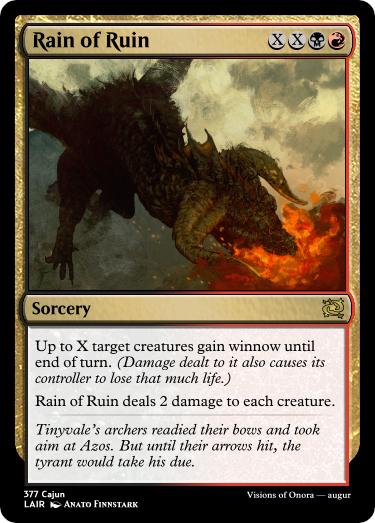 Rain of Ruin
X X
Sorcery
Up to X target creatures gain winnow until
end of turn. (Damage dealt to it also causes its
controller to lose that much life.)
Rain of Ruin deals 2 damage to each creature.
Tinyvale's archers readied their bows and took
aim at Azos. But until their arrows hit, the
tyrant would take his due.
377 Cajun
LAIR Anato Finnstark
Visions of Onora — augur